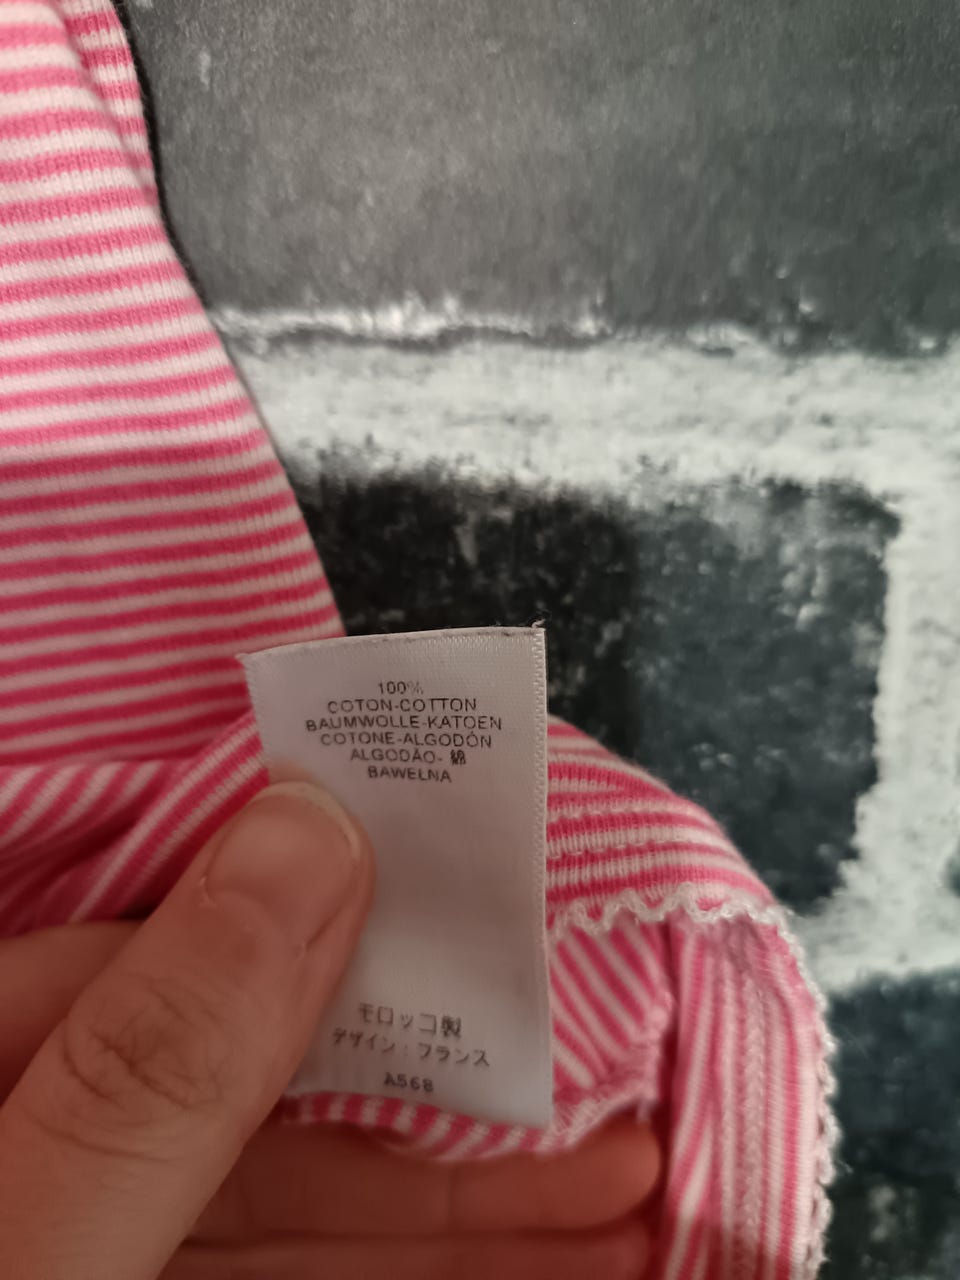 100%
COTON-COTTON
BAUMWOLLE-KATOEN
COTONE-ALGODÓN
ALGODÃO- 綿
BAWEŁNA
モロッコ製
デザイン：フランス
A568